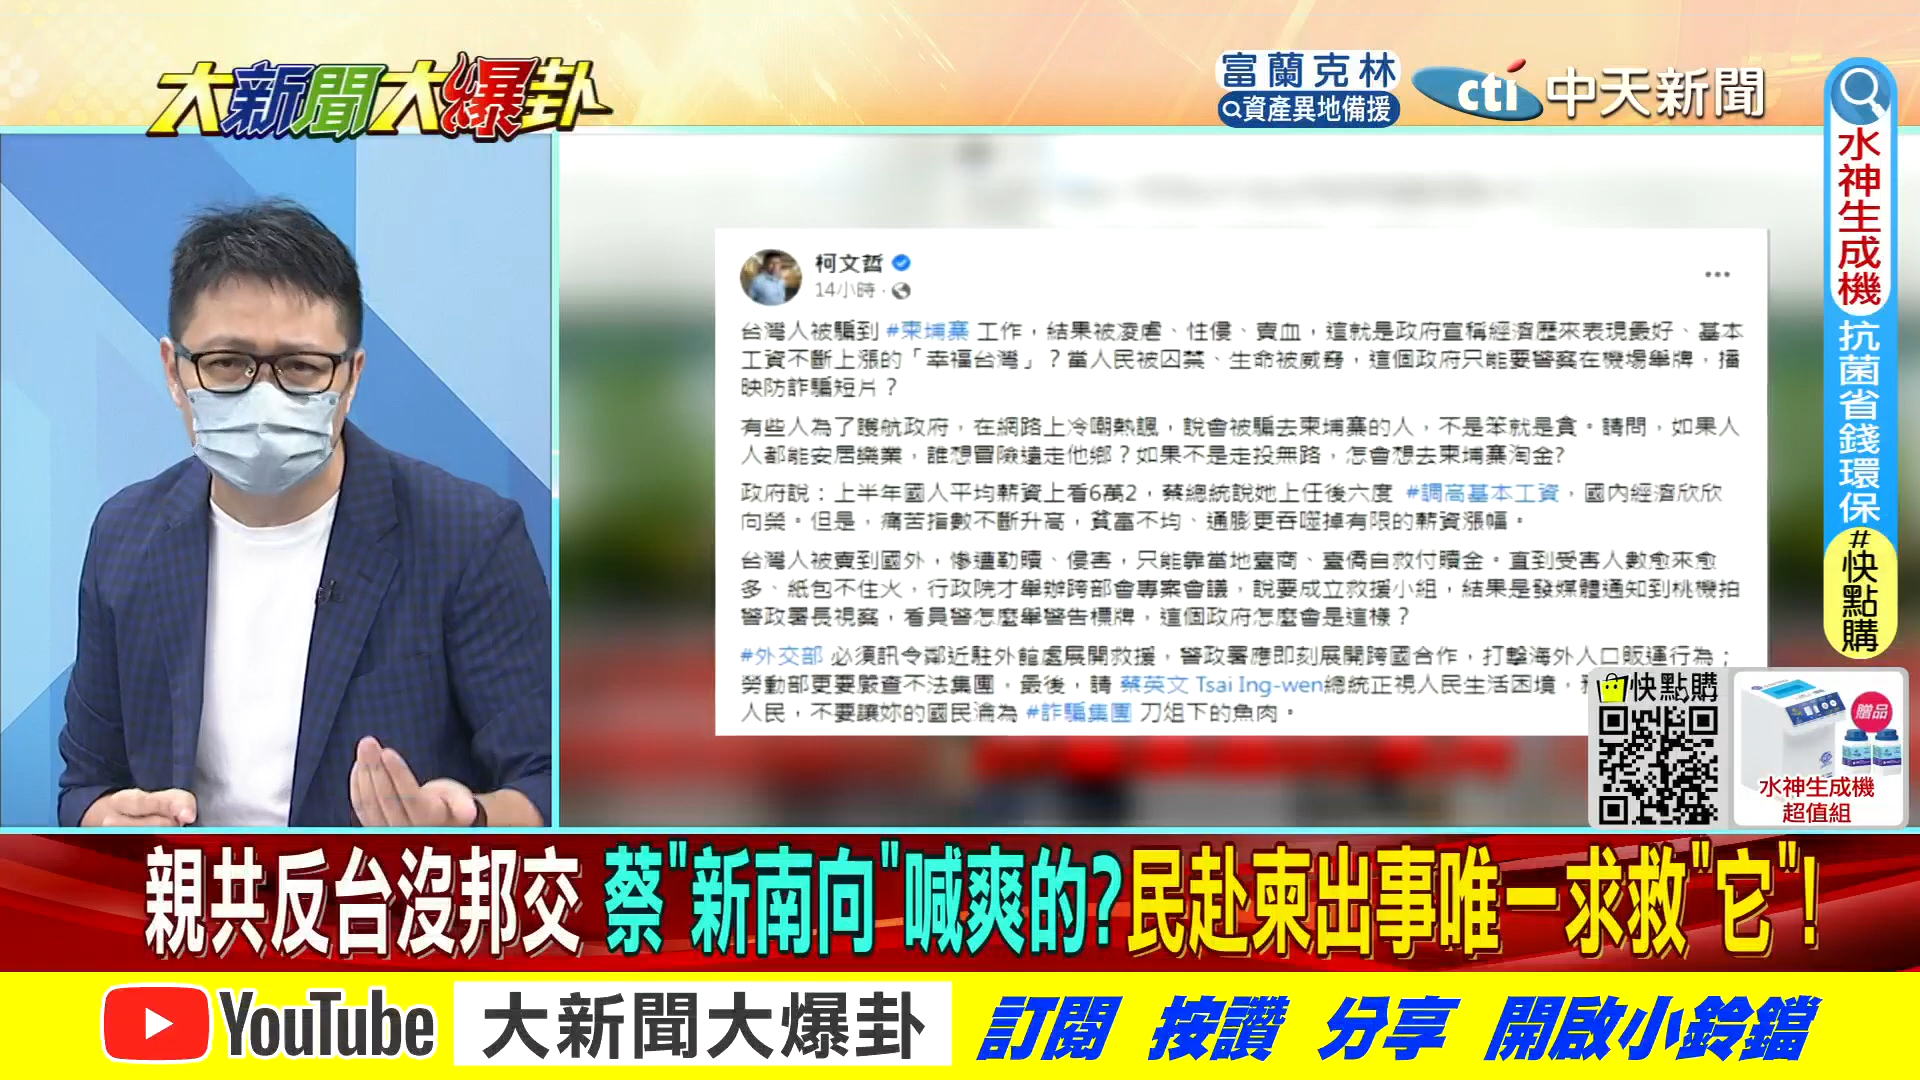 大新聞大爆卦
富蘭克林
資產異地備援
cti 中天新聞
水神生成機
抗菌省錢環保
#快點購
柯文哲
14小時
台灣人被騙到 #柬埔寨 工作，結果被凌虐、性侵、賣血，這就是政府宣稱經濟歷來表現最好、基本
工資不斷上漲的「幸福台灣」？當人民被囚禁、生命被威脅，這個政府只能要警察在機場舉牌，播
映防詐騙短片？
有些人為了護航政府，在網路上冷嘲熱諷，說會被騙去柬埔寨的人，不是笨就是貪。請問，如果人
人都能安居樂業，誰想冒險遠走他鄉？如果不是走投無路，怎會想去柬埔寨淘金?
政府說：上半年國人平均薪資上看6萬2，蔡總統說她上任後六度 #調高基本工資，國內經濟欣欣
向榮。但是，痛苦指數不斷升高，貧富不均、通膨更吞噬掉有限的薪資漲幅。
台灣人被賣到國外，慘遭勒贖、侵害，只能靠當地臺商、臺僑自救付贖金。直到受害人數愈來愈
多、紙包不住火，行政院才舉辦跨部會專案會議，說要成立救援小組，結果是發媒體通知到桃機拍
警政署長視察，看員警怎麼舉警告標牌，這個政府怎麼會是這樣？
#外交部 必須訊令鄰近駐外館處展開救援，警政署應即刻展開跨國合作，打擊海外人口販運行為；
勞動部更要嚴查不法集團，最後，請 蔡英文 Tsai Ing-wen總統正視人民生活困境，
人民，不要讓妳的國民淪為 #詐騙集團 刀俎下的魚肉。
快點購
贈品
水神生成機
超值組
親共反台沒邦交 蔡"新南向"喊爽的?民赴柬出事唯一求救"它"!
YouTube 大新聞大爆卦 訂閱 按讚 分享 開啟小鈴鐺